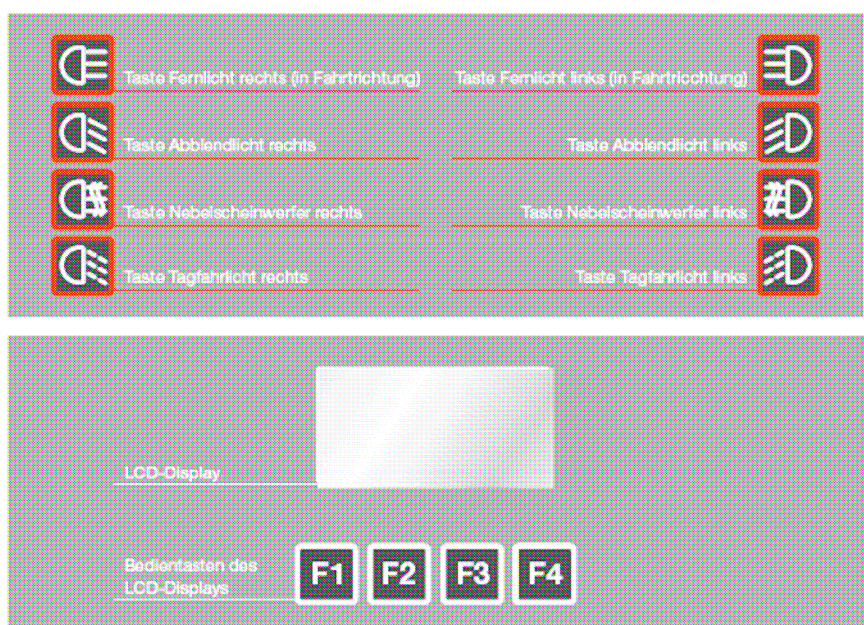 Taste Fernlicht rechts (in Fahrtrichtung)
Taste Fernlicht links (in Fahrtricchtung)
Taste Abblendlicht rechts
Taste Abblendlicht links
Taste Nebelscheinwerfer rechts
Taste Nebelscheinwerfer links
Taste Tagfahrlicht rechts
Taste Tagfahrlicht links
LCD-Display
Bedientasten des
LCD-Displays
F1 F2 F3 F4